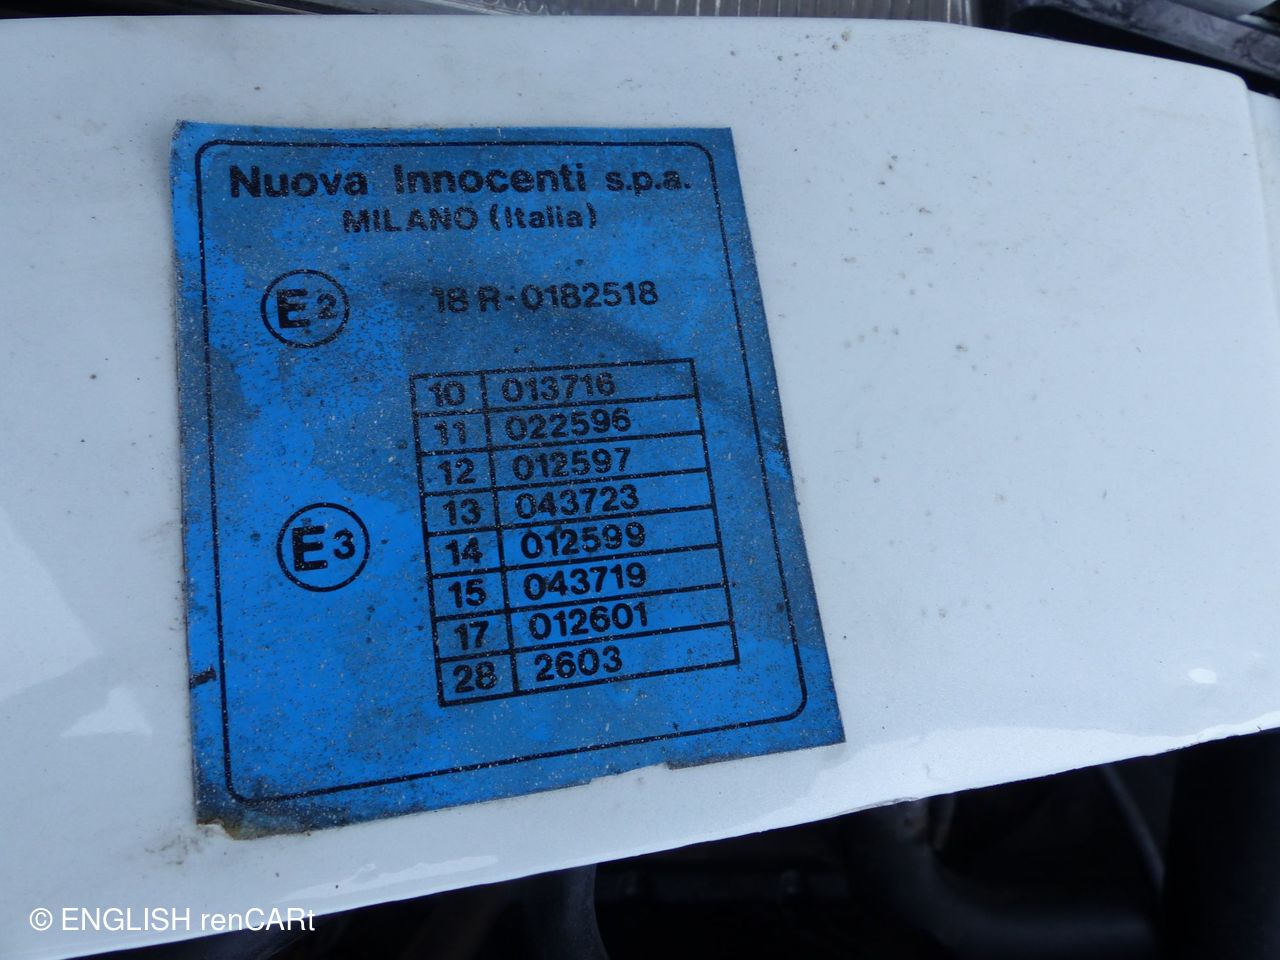 Nuova Innocenti s.p.a.
MILANO (Italia)
E2 18 R-0182518
10 013716
11 022596
12 012597
13 043723
E3
14 012599
15 043719
17 012601
28 2603
© ENGLISH renCARt